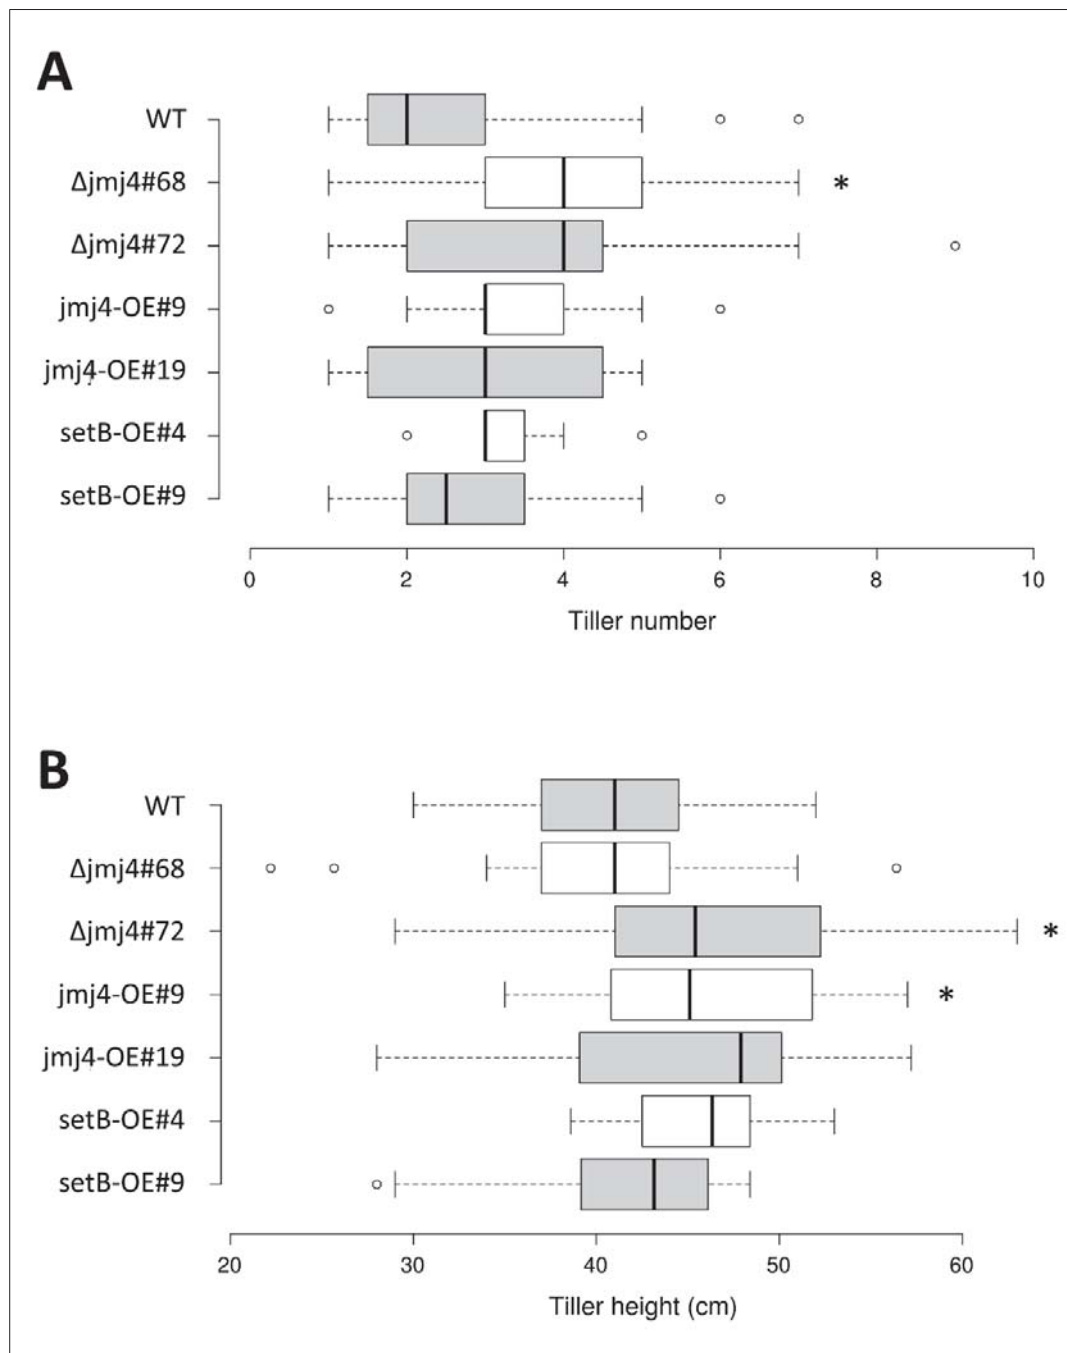 A
WT
Δjmj4#68
*
Δjmj4#72
jmj4-OE#9
jmj4-OE#19
setB-OE#4
setB-OE#9
0 2 4 6 8 10
Tiller number
B
WT
Δjmj4#68
Δjmj4#72
*
jmj4-OE#9
*
jmj4-OE#19
setB-OE#4
setB-OE#9
20 30 40 50 60
Tiller height (cm)